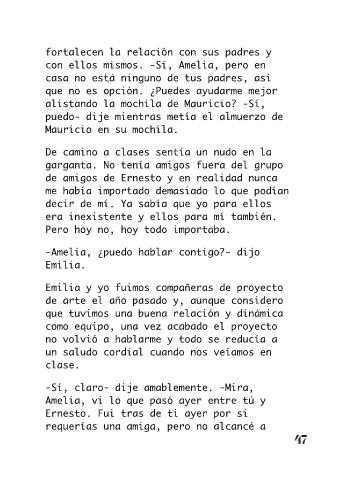 fortalecen la relación con sus padres y
con ellos mismos. -Sí, Amelia, pero en
casa no está ninguno de tus padres, así
que no es opción. ¿Puedes ayudarme mejor
alistando la mochila de Mauricio? -Sí,
puedo- dije mientras metía el almuerzo de
Mauricio en su mochila.
De camino a clases sentía un nudo en la
garganta. No tenía amigos fuera del grupo
de amigos de Ernesto y en realidad nunca
me había importado demasiado lo que podían
decir de mí. Ya sabía que yo para ellos
era inexistente y ellos para mí también.
Pero hoy no, hoy todo importaba.
-Amelia, ¿puedo hablar contigo?- dijo
Emilia.
Emilia y yo fuimos compañeras de proyecto
de arte el año pasado y, aunque considero
que tuvimos una buena relación y dinámica
como equipo, una vez acabado el proyecto
no volvió a hablarme y todo se reducía a
un saludo cordial cuando nos veíamos en
clase.
-Sí, claro- dije amablemente. -Mira,
Amelia, vi lo que pasó ayer entre tú y
Ernesto. Fui tras de ti ayer por si
requerías una amiga, pero no alcancé a
47